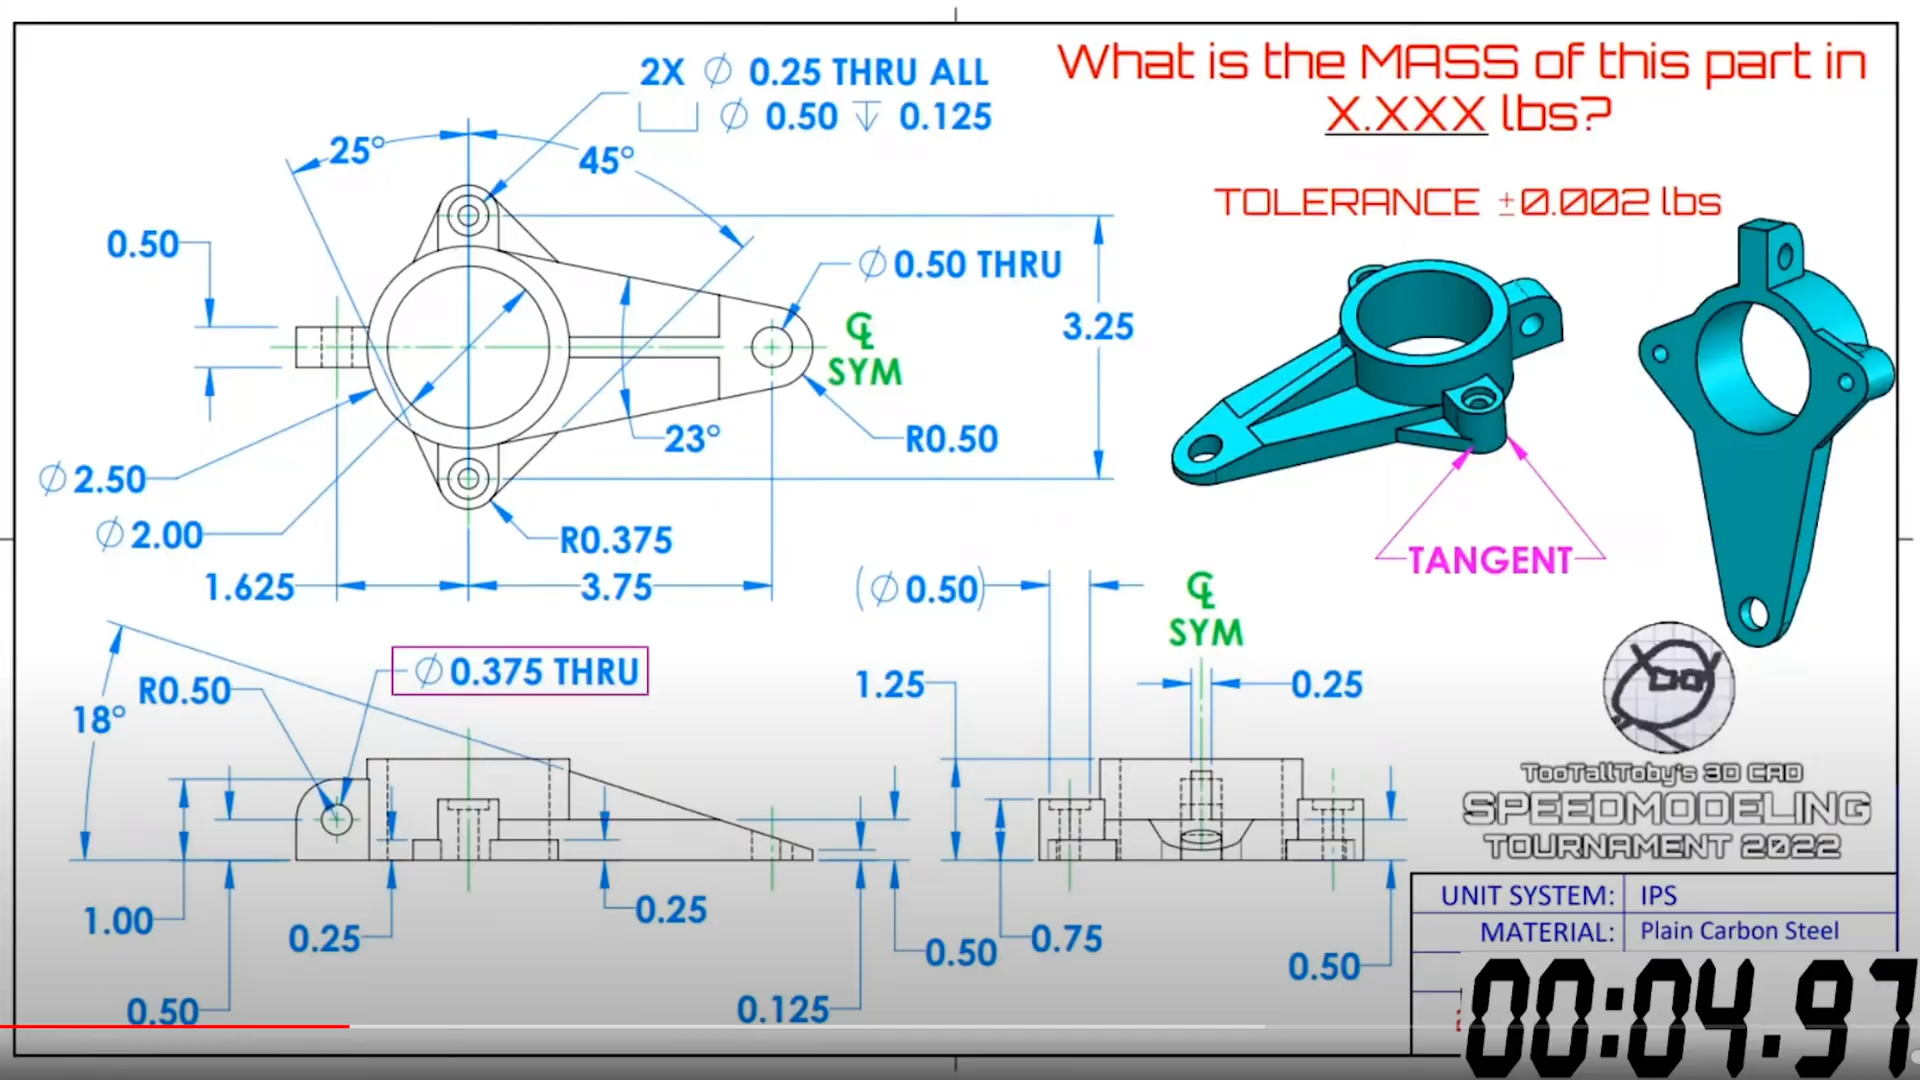 What is the MASS of this part in
X.XXX lbs?
TOLERANCE ±0.002 lbs
2X ⌀ 0.25 THRU ALL
⌴ ⌀ 0.50 ↧ 0.125
25°
45°
0.50
⌀ 0.50 THRU
℄
SYM
3.25
23°
R0.50
⌀ 2.50
⌀ 2.00
R0.375
1.625
3.75
TANGENT
(⌀ 0.50)
℄
SYM
⌀ 0.375 THRU
R0.50
18°
1.25
0.25
1.00
0.25
0.25
0.50
0.75
0.50
0.50
0.125
TooTallToby's 3D CAD
SPEEDMODELING
TOURNAMENT 2022
UNIT SYSTEM: IPS
MATERIAL: Plain Carbon Steel
00:04.97